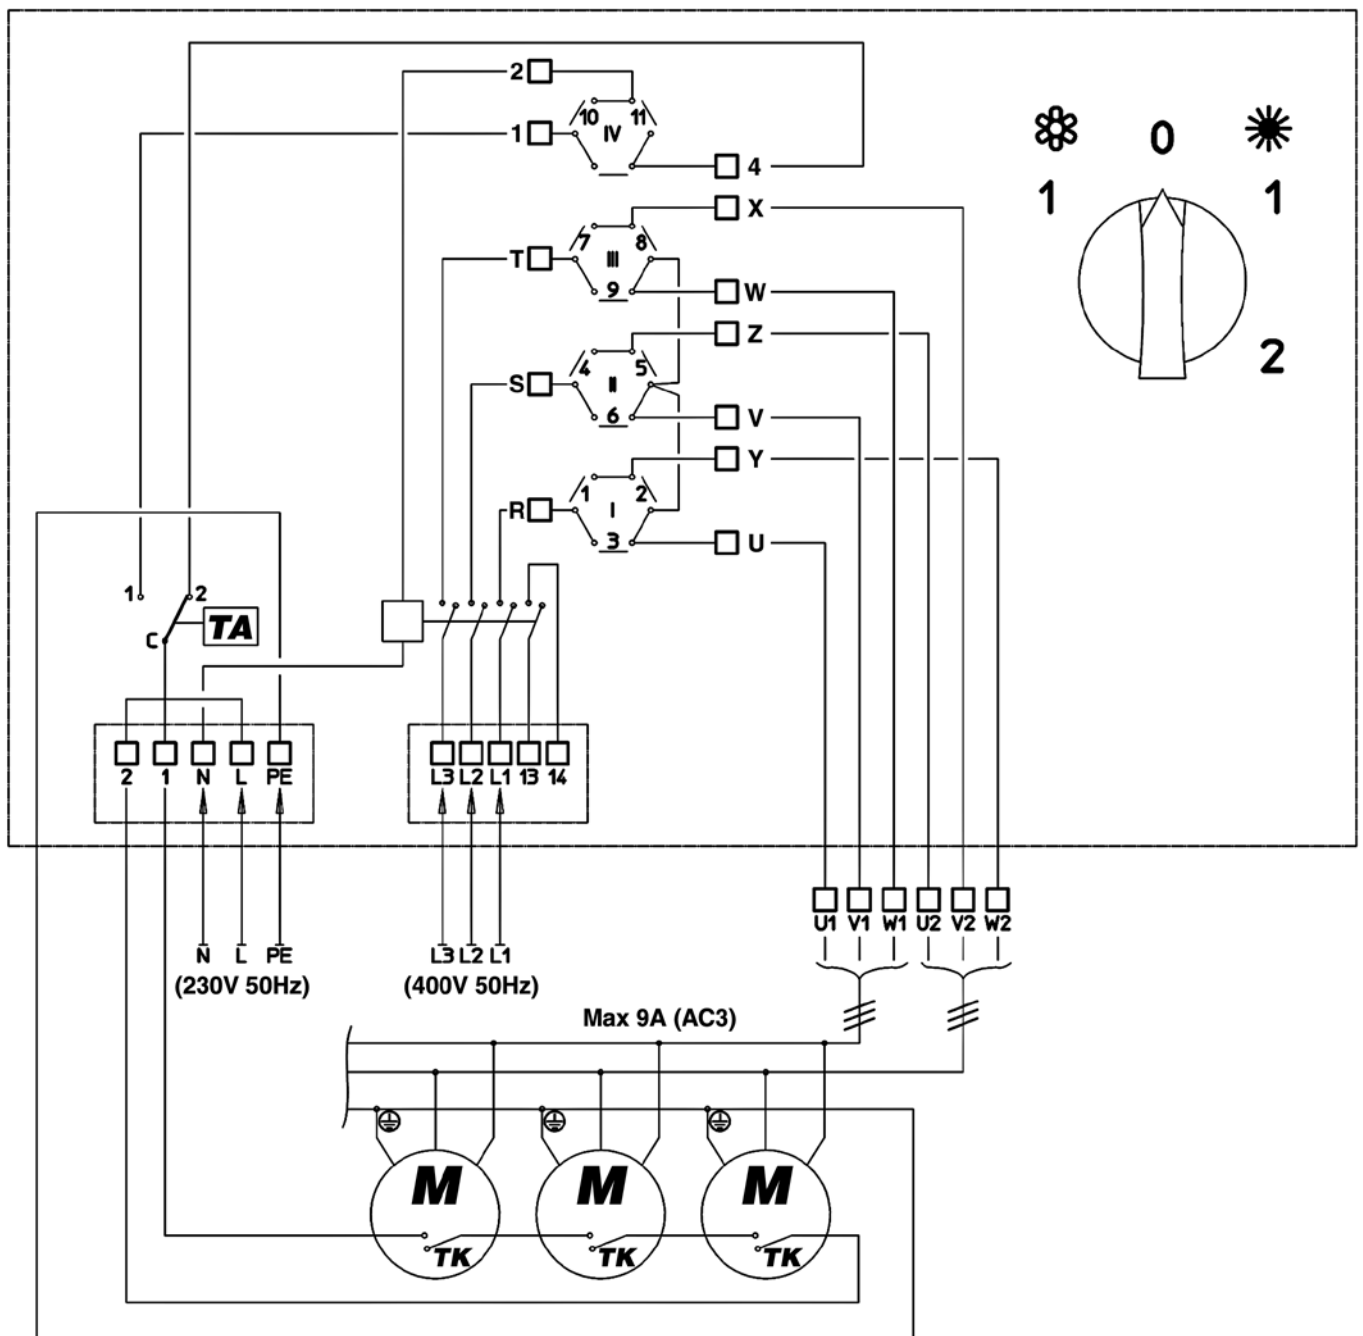 2
10 11
IV
1
4
0
1 1
X
7 8
III
T
9
W
Z
4 5
II
S
6
V
2
Y
1 2
I
R
3
U
1 2
TA
C
2 1 N L PE
L3 L2 L1 13 14
U1 V1 W1 U2 V2 W2
N L PE
L3 L2 L1
(230V 50Hz)
(400V 50Hz)
Max 9A (AC3)
M M M
TK TK TK